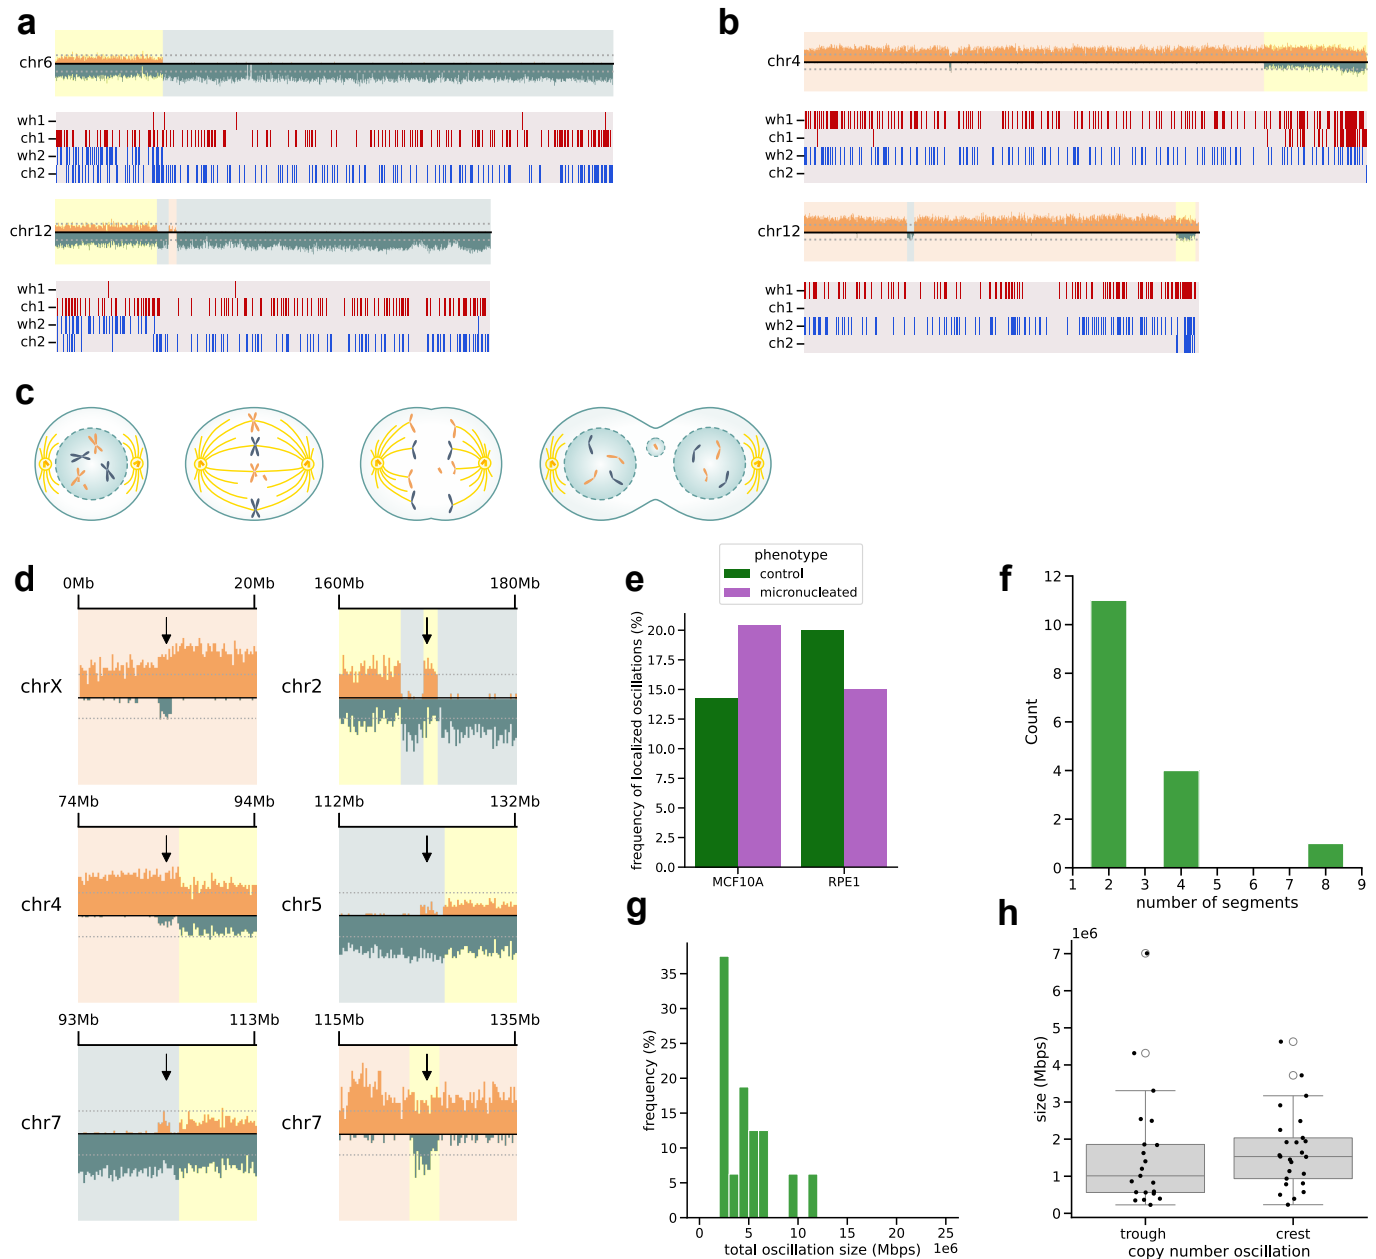 a
chr6
wh1
ch1
wh2
ch2
chr12
wh1
ch1
wh2
ch2
b
chr4
wh1
ch1
wh2
ch2
chr12
wh1
ch1
wh2
ch2
c
d
0Mb 20Mb
chrX
160Mb 180Mb
chr2
74Mb 94Mb
chr4
112Mb 132Mb
chr5
93Mb 113Mb
chr7
115Mb 135Mb
chr7
e
phenotype
control
micronucleated
frequency of localized oscillations (%)
20.0
17.5
15.0
12.5
10.0
7.5
5.0
2.5
0.0
MCF10A RPE1
f
Count
12
10
8
6
4
2
0
1 2 3 4 5 6 7 8 9
number of segments
g
frequency (%)
35
30
25
20
15
10
5
0
0 5 10 15 20 25
total oscillation size (Mbps) 1e6
h
1e6
size (Mbps)
7
6
5
4
3
2
1
0
trough crest
copy number oscillation